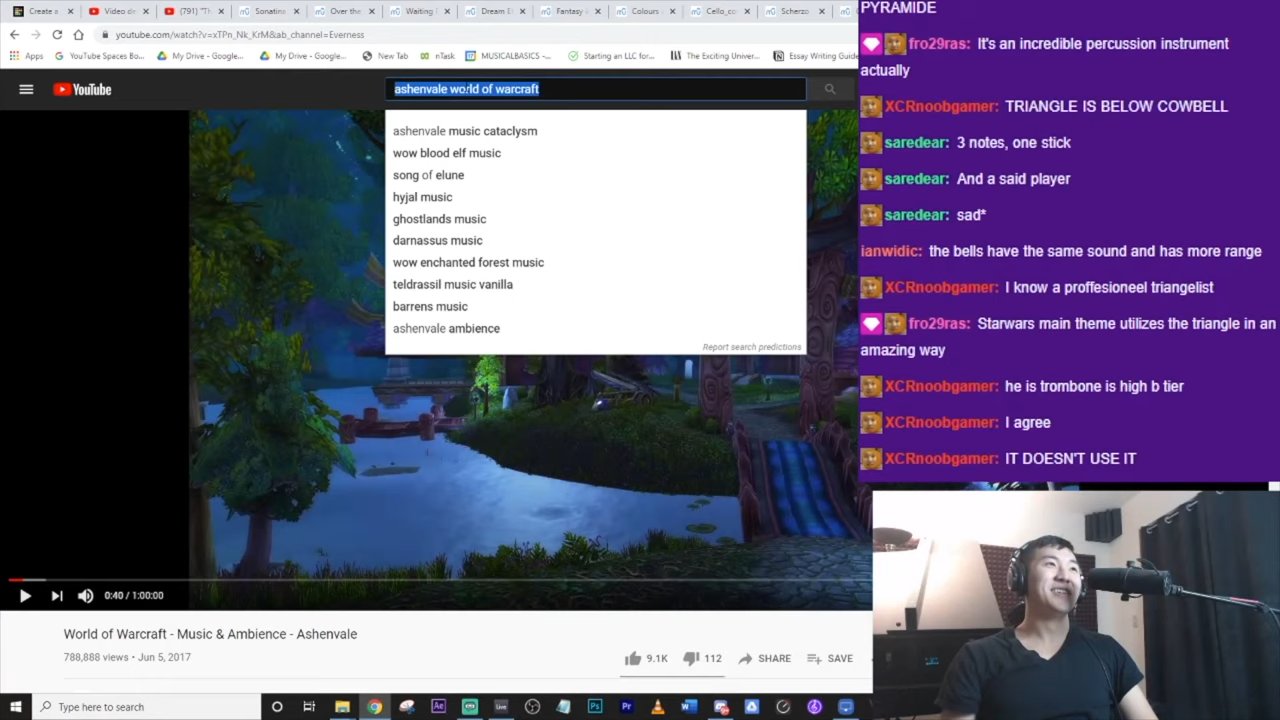 Create a
Video de
(791) "Th
Sonatina
Over the
Waiting
Dream El
Fantasy
Colours
Cello_co
Scherzo
youtube.com/watch?v=xTPn_Nk_KrM&ab_channel=Everness
Apps
YouTube Spaces Bo...
My Drive - Google...
My Drive - Google...
New Tab
nTask
MUSICALBASICS -...
Starting an LLC for...
The Exciting Univer...
Essay Writing Guide
YouTube
ashenvale world of warcraft
ashenvale music cataclysm
wow blood elf music
song of elune
hyjal music
ghostlands music
darnassus music
wow enchanted forest music
teldrassil music vanilla
barrens music
ashenvale ambience
Report search predictions
0:40 / 1:00:00
World of Warcraft - Music & Ambience - Ashenvale
788,888 views • Jun 5, 2017
9.1K
112
SHARE
SAVE
Type here to search
Ae
Live
Ps
Pr
PYRAMIDE
fro29ras: It's an incredible percussion instrument
actually
XCRnoobgamer: TRIANGLE IS BELOW COWBELL
saredear: 3 notes, one stick
saredear: And a said player
saredear: sad*
ianwidic: the bells have the same sound and has more range
XCRnoobgamer: I know a proffesioneel triangelist
fro29ras: Starwars main theme utilizes the triangle in an
amazing way
XCRnoobgamer: he is trombone is high b tier
XCRnoobgamer: I agree
XCRnoobgamer: IT DOESN'T USE IT